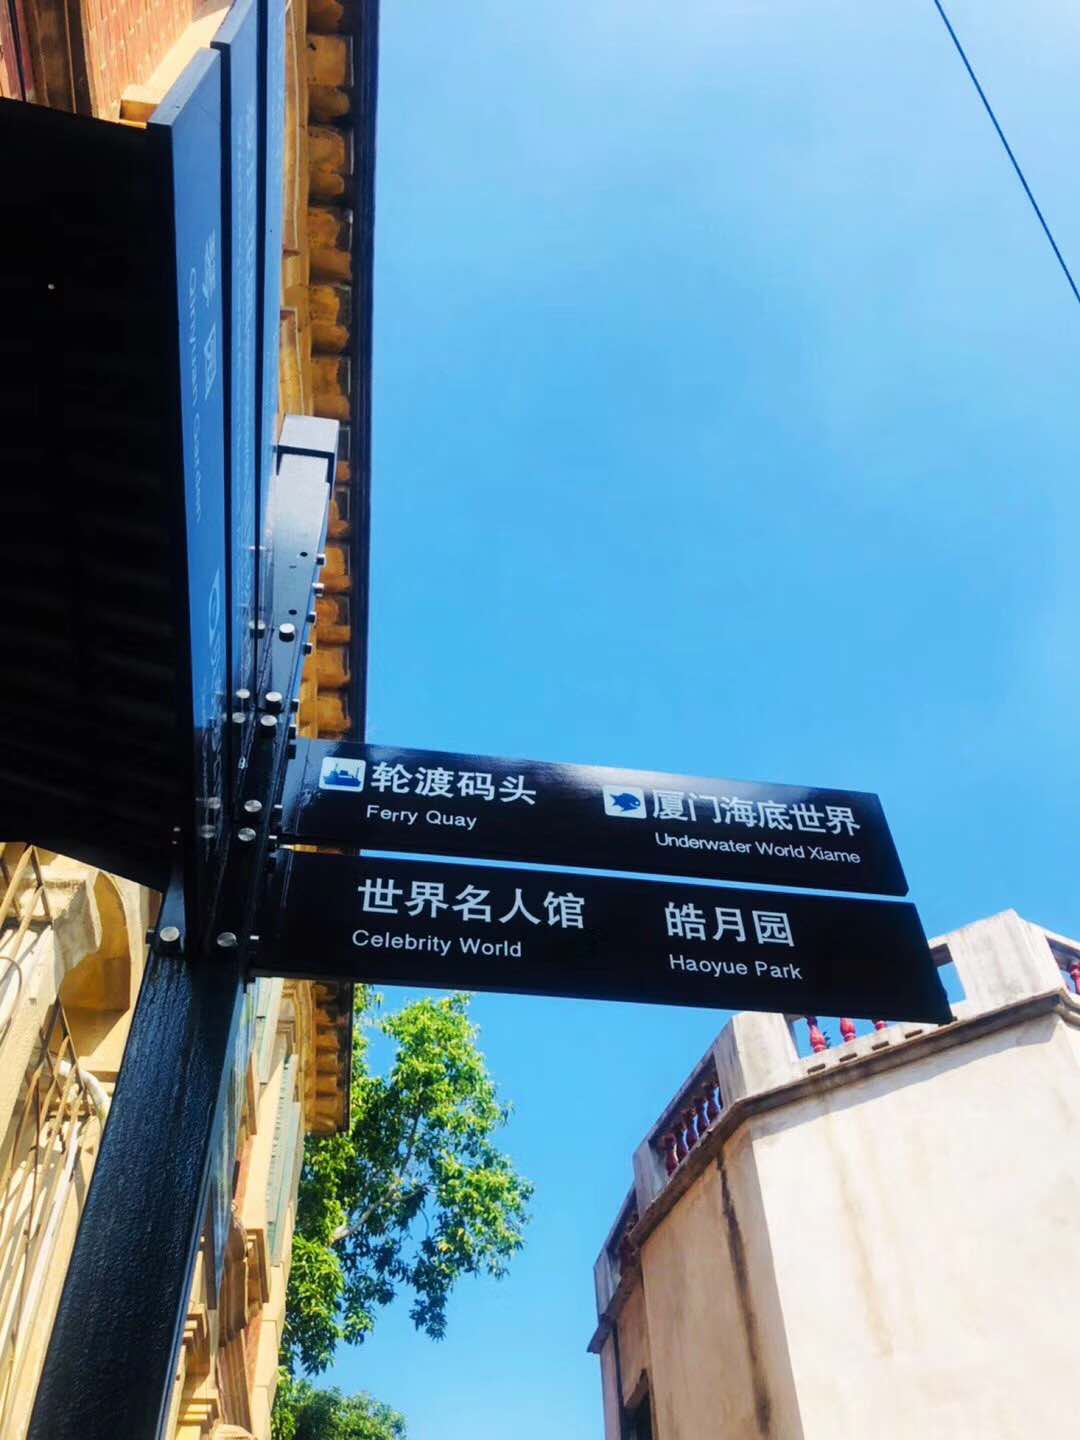 轮渡码头
Ferry Quay
厦门海底世界
Underwater World Xiame
世界名人馆
Celebrity World
皓月园
Haoyue Park